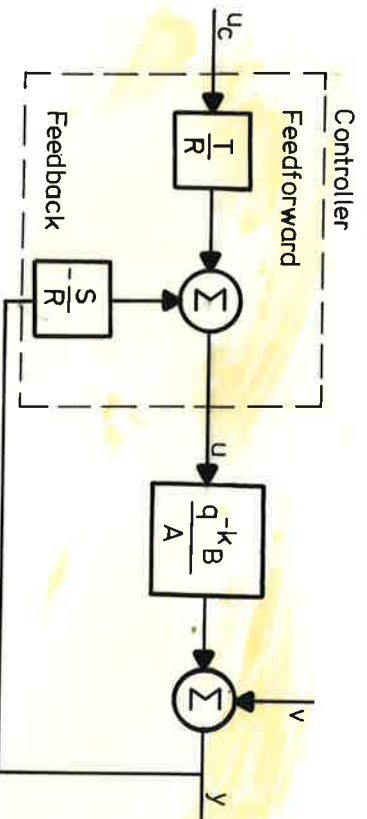 Controller
Feedforward
u_c
T/R
Σ
-S/R
Feedback
u
q^-k B
A
Σ
v
y